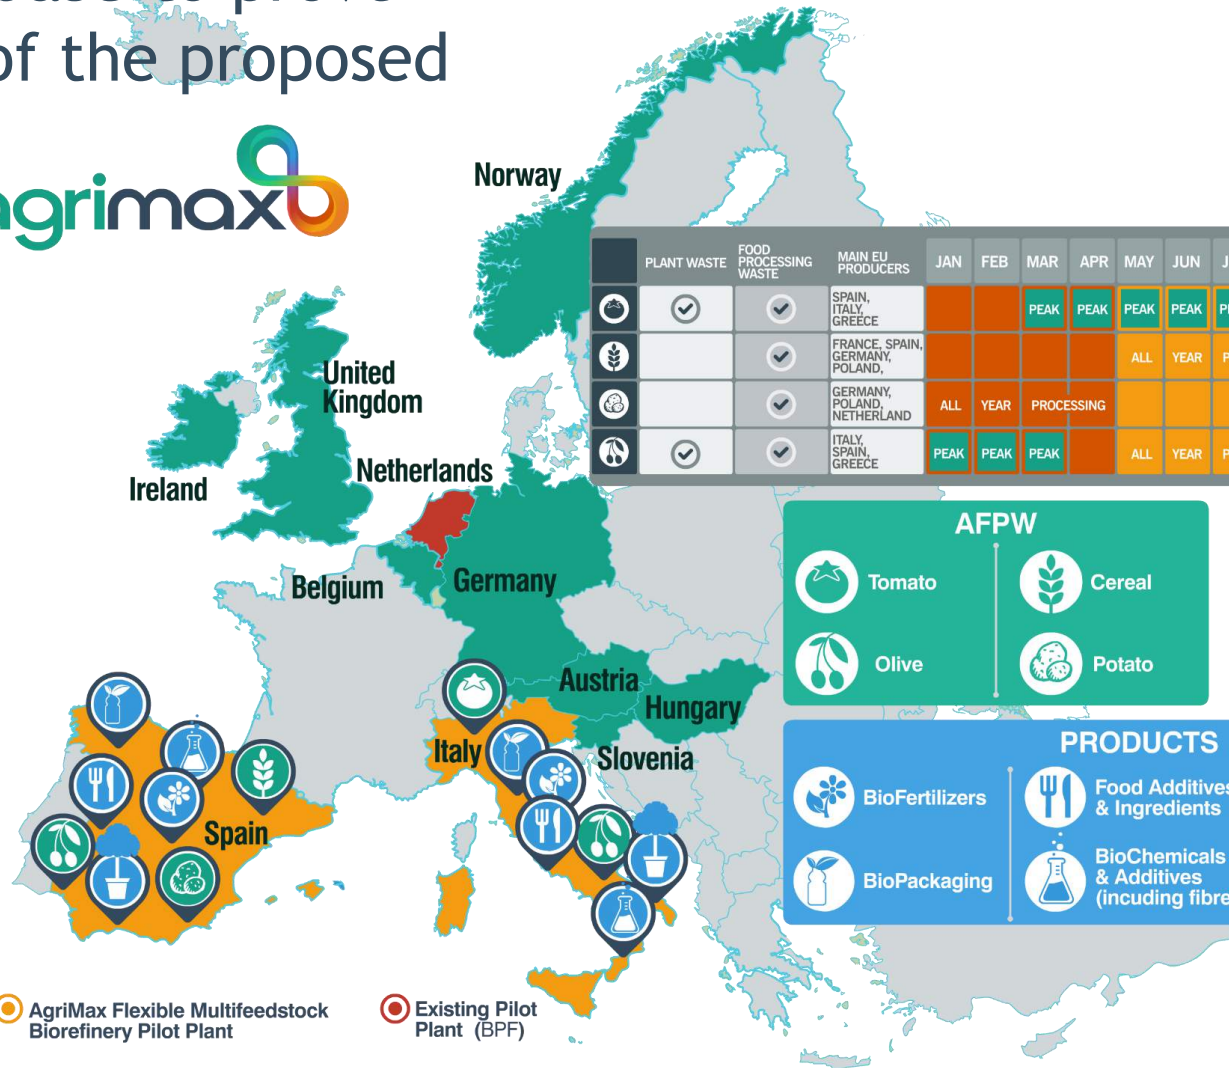 of the proposed
agrimax
Norway
United
Kingdom
Netherlands
Ireland
Belgium
Germany
Austria
Hungary
Italy
Slovenia
Spain
PLANT WASTE
FOOD
PROCESSING
WASTE
MAIN EU
PRODUCERS
JAN FEB MAR APR MAY JUN
SPAIN,
ITALY,
GREECE
PEAK PEAK PEAK PEAK
FRANCE, SPAIN,
GERMANY,
POLAND,
ALL YEAR
GERMANY,
POLAND,
NETHERLAND
ALL YEAR PROCESSING
ITALY,
SPAIN,
GREECE
PEAK PEAK PEAK ALL YEAR
AFPW
Tomato
Cereal
Olive
Potato
PRODUCTS
BioFertilizers
Food Additives
& Ingredients
BioPackaging
BioChemicals
& Additives
(incuding fibre
AgriMax Flexible Multifeedstock
Biorefinery Pilot Plant
Existing Pilot
Plant (BPF)